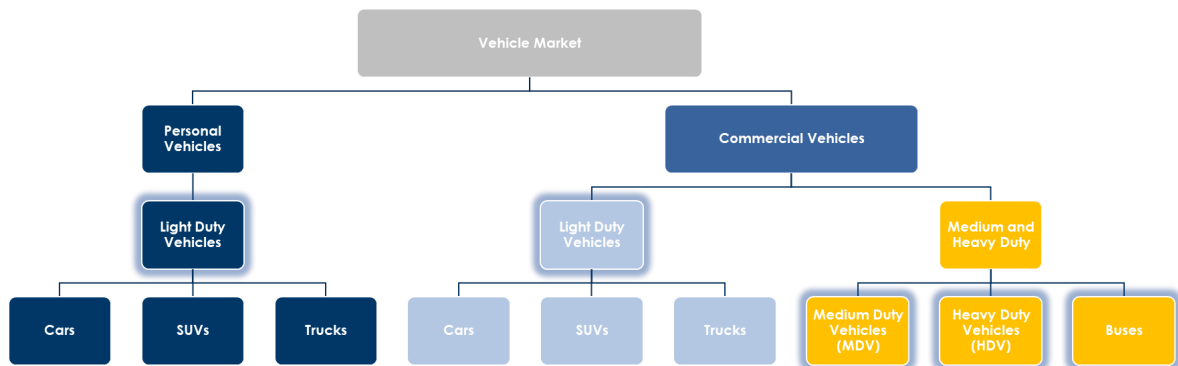 Vehicle Market
Personal
Vehicles
Commercial Vehicles
Light Duty
Vehicles
Light Duty
Vehicles
Medium and
Heavy Duty
Cars
SUVs
Trucks
Cars
SUVs
Trucks
Medium Duty
Vehicles
(MDV)
Heavy Duty
Vehicles
(HDV)
Buses